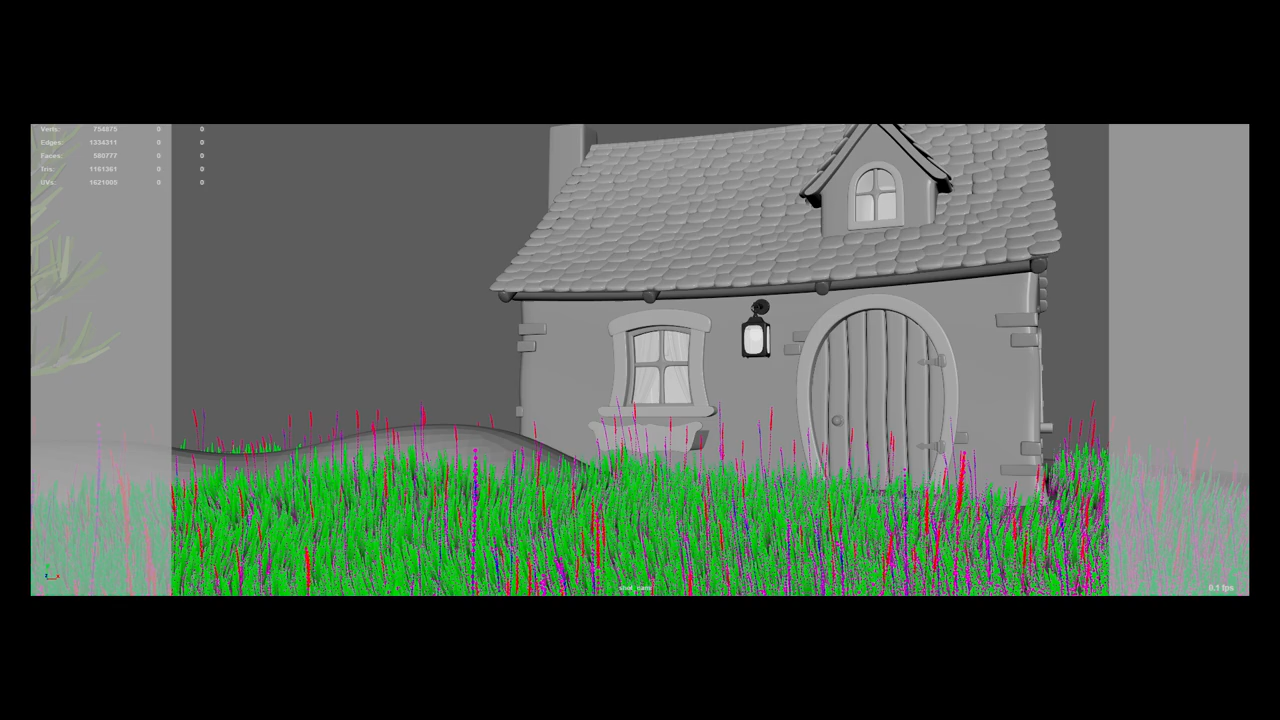 Verts: 754875 0 0
Edges: 1334311 0 0
Faces: 580777 0 0
Tris: 1161361 0 0
UVs: 1621005 0 0
shot_cam
8.1 fps